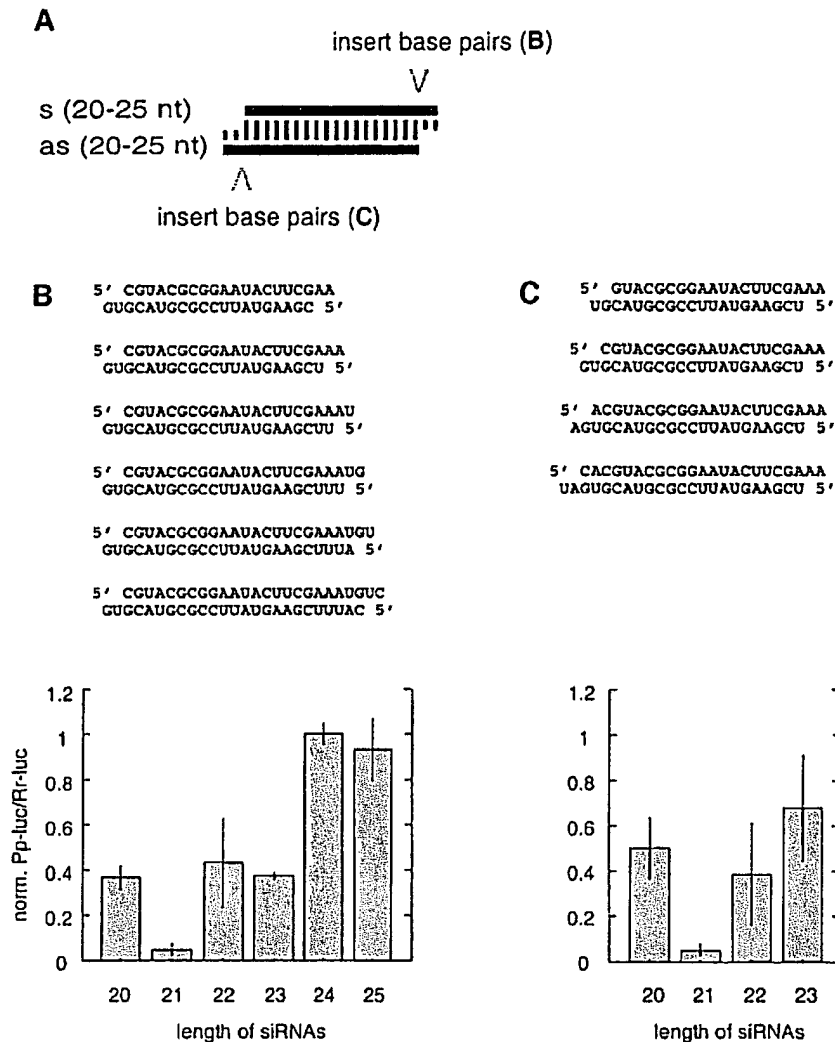 A
insert base pairs (B)
s (20-25 nt)
as (20-25 nt)
insert base pairs (C)
B
5' CGUACGCGGAAUACUUCGAA
GUGCAUGCGCCUUAUGAAGC 5'
5' CGUACGCGGAAUACUUCGAAA
GUGCAUGCGCCUUAUGAAGCU 5'
5' CGUACGCGGAAUACUUCGAAAU
GUGCAUGCGCCUUAUGAAGCUU 5'
5' CGUACGCGGAAUACUUCGAAAUG
GUGCAUGCGCCUUAUGAAGCUUU 5'
5' CGUACGCGGAAUACUUCGAAAUGU
GUGCAUGCGCCUUAUGAAGCUUUA 5'
5' CGUACGCGGAAUACUUCGAAAUGUC
GUGCAUGCGCCUUAUGAAGCUUUAC 5'
C
5' GUACGCGGAAUACUUCGAAA
UGCAUGCGCCUUAUGAAGCU 5'
5' CGUACGCGGAAUACUUCGAAA
GUGCAUGCGCCUUAUGAAGCU 5'
5' ACGUACGCGGAAUACUUCGAAA
AGUGCAUGCGCCUUAUGAAGCU 5'
5' CACGUACGCGGAAUACUUCGAAA
UAGUGCAUGCGCCUUAUGAAGCU 5'
norm. Pp-luc/Rr-luc
1.2
1
0.8
0.6
0.4
0.2
0
20 21 22 23 24 25
length of siRNAs
1.2
1
0.8
0.6
0.4
0.2
0
20 21 22 23
length of siRNAs